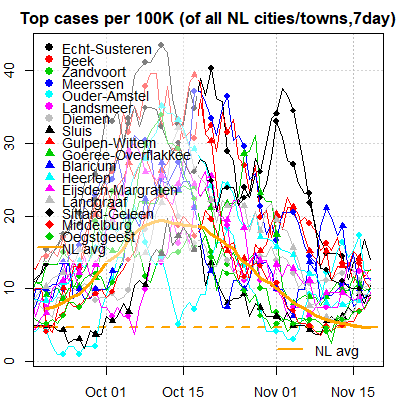 Top cases per 100K (of all NL cities/towns,7day)
Echt-Susteren
Beek
Zandvoort
Meerssen
Ouder-Amstel
Landsmeer
Diemen
Sluis
Gulpen-Wittem
Goeree-Overflakkee
Blaricum
Heerlen
Eijsden-Margraten
Landgraaf
Sittard-Geleen
Middelburg
Oegstgeest
NL avg
0
10
20
30
40
NL avg
Oct 01
Oct 15
Nov 01
Nov 15